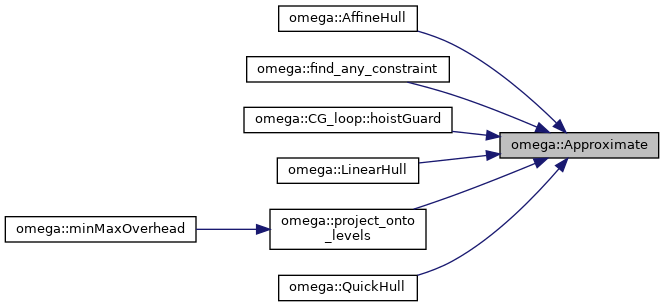 omega::AffineHull
omega::find_any_constraint
omega::CG_loop::hoistGuard
omega::Approximate
omega::LinearHull
omega::project_onto
_levels
omega::minMaxOverhead
omega::QuickHull